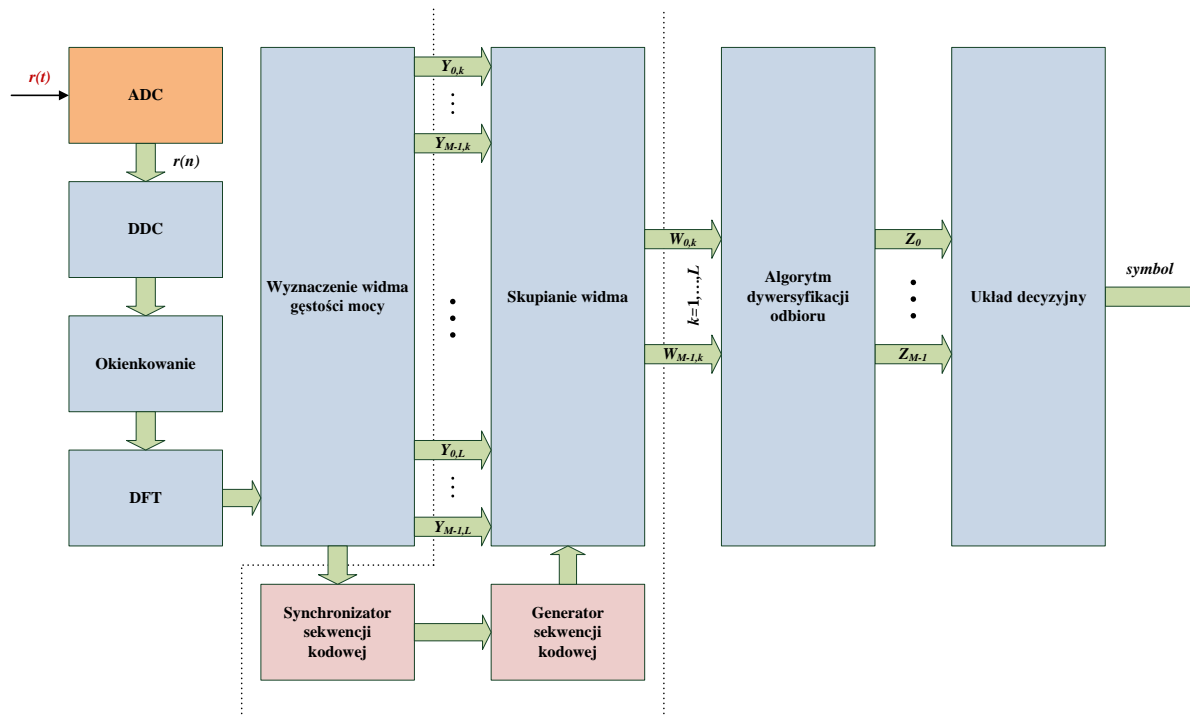 r(t)
ADC
r(n)
DDC
Okienkowanie
DFT
Wyznaczenie widma
gęstości mocy
Y0,k
YM-1,k
Y0,L
YM-1,L
Skupianie widma
Synchronizator
sekwencji
kodowej
Generator
sekwencji
kodowej
W0,k
k=1,…,L
WM-1,k
Algorytm
dywersyfikacji
odbioru
Z0
ZM-1
Układ decyzyjny
symbol